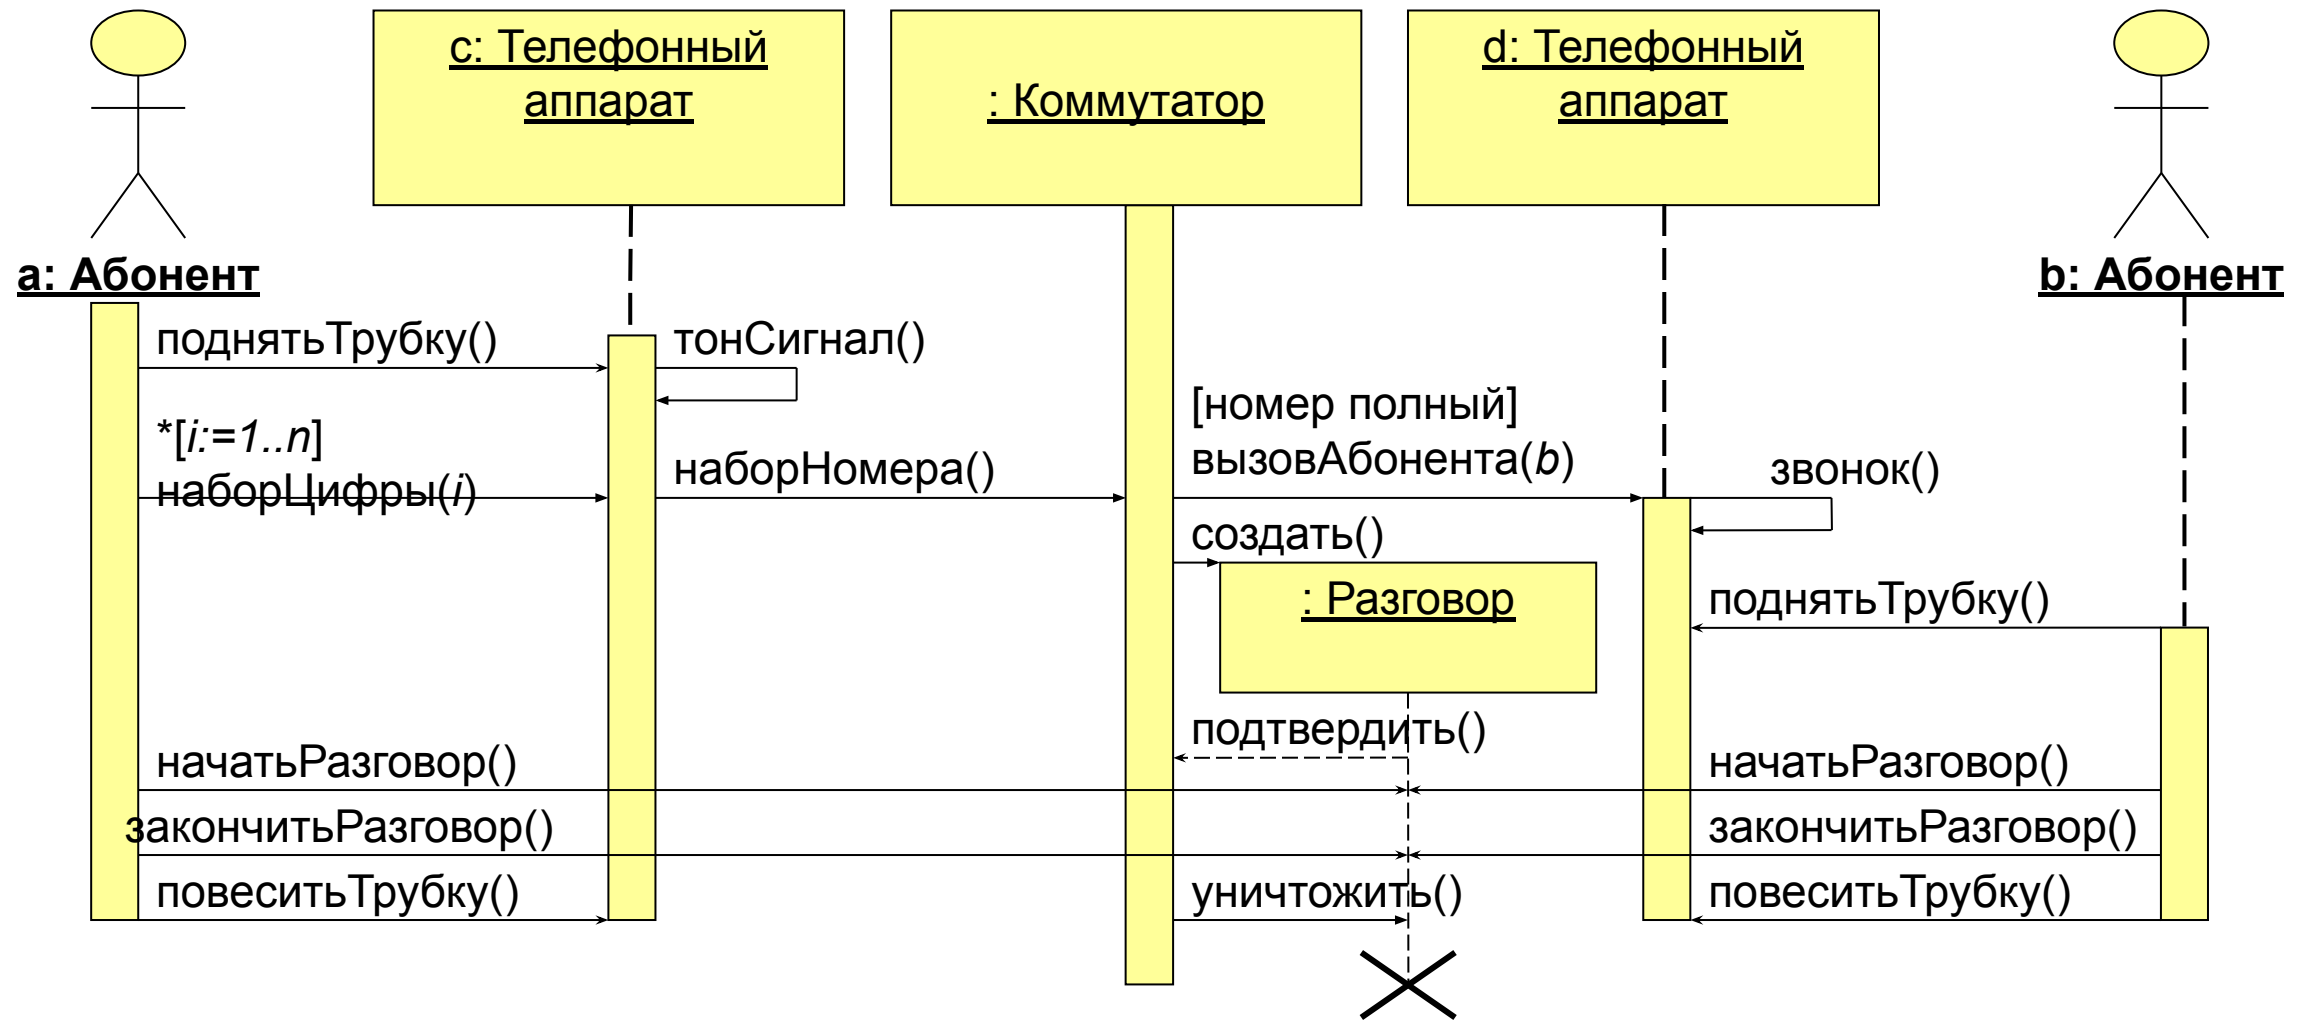 c: Телефонный
аппарат
: Коммутатор
d: Телефонный
аппарат
a: Абонент
b: Абонент
поднятьТрубку()
тонСигнал()
*[i:=1..n]
наборЦифры(i)
наборНомера()
[номер полный]
вызовАбонента(b)
звонок()
создать()
: Разговор
поднятьТрубку()
подтвердить()
начатьРазговор()
начатьРазговор()
закончитьРазговор()
закончитьРазговор()
повеситьТрубку()
уничтожить()
повеситьТрубку()